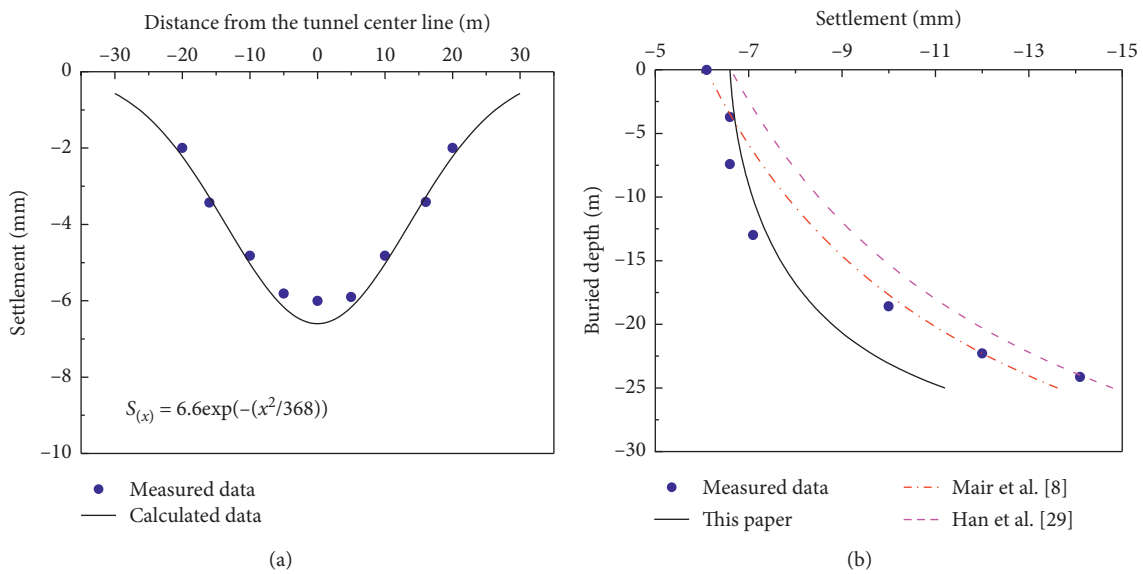 Distance from the tunnel center line (m)
−30 −20 −10 0 10 20 30
0
−2
−4
−6
−8
−10
Settlement (mm)
S(x) = 6.6exp(−(x²/368))
Measured data
Calculated data
(a)
Settlement (mm)
−5 −7 −9 −11 −13 −15
0
−5
−10
−15
−20
−25
−30
Buried depth (m)
Measured data
This paper
Mair et al. [8]
Han et al. [29]
(b)